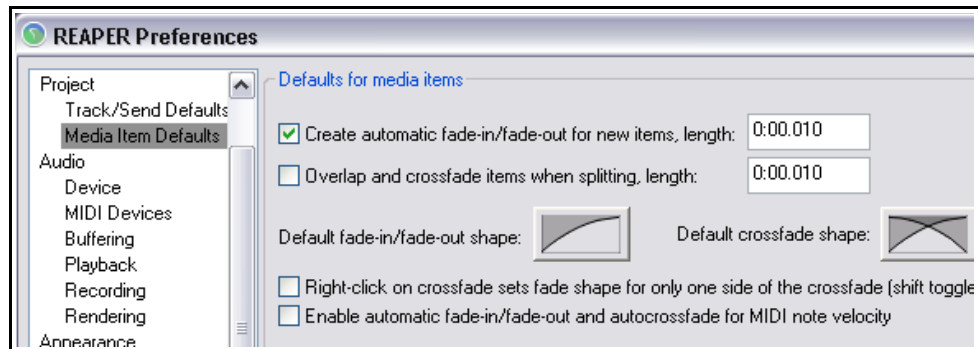 REAPER Preferences
Project
Track/Send Defaults
Media Item Defaults
Audio
Device
MIDI Devices
Buffering
Playback
Recording
Rendering
Appearance
Defaults for media items
Create automatic fade-in/fade-out for new items, length: 0:00.010
Overlap and crossfade items when splitting, length: 0:00.010
Default fade-in/fade-out shape: Default crossfade shape:
Right-click on crossfade sets fade shape for only one side of the crossfade (shift toggle
Enable automatic fade-in/fade-out and autocrossfade for MIDI note velocity